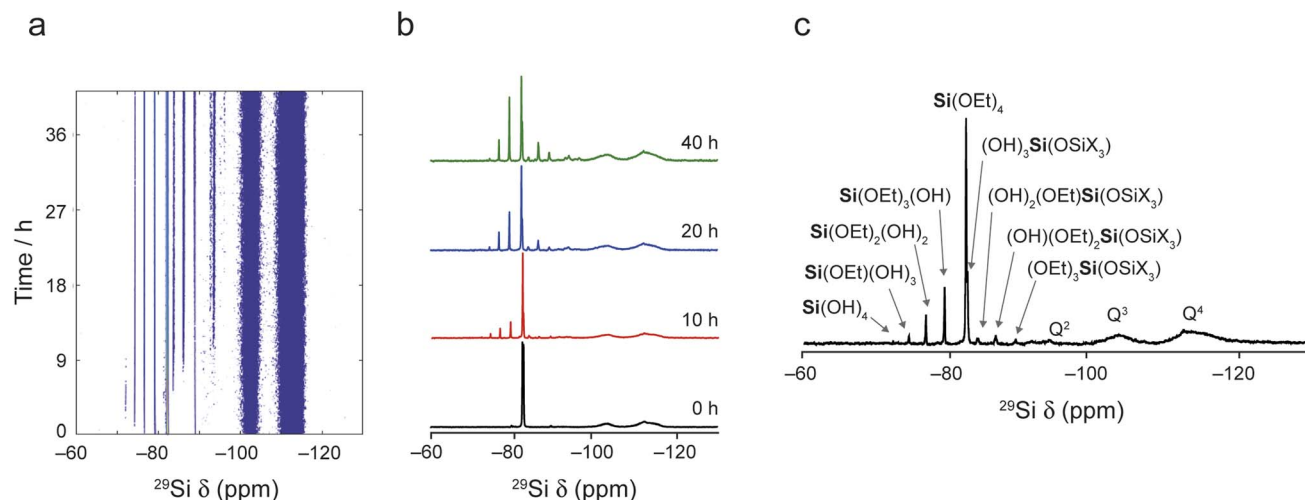 a
b
c
Time / h
36
27
18
9
0
–60
–80
–100
–120
²⁹Si δ (ppm)
40 h
20 h
10 h
0 h
–60
–80
–100
–120
²⁹Si δ (ppm)
Si(OEt)₄
(OH)₃Si(OSiX₃)
Si(OEt)₃(OH)
(OH)₂(OEt)Si(OSiX₃)
Si(OEt)₂(OH)₂
(OH)(OEt)₂Si(OSiX₃)
Si(OEt)(OH)₃
(OEt)₃Si(OSiX₃)
Si(OH)₄
Q²
Q³
Q⁴
–60
–80
–100
–120
²⁹Si δ (ppm)